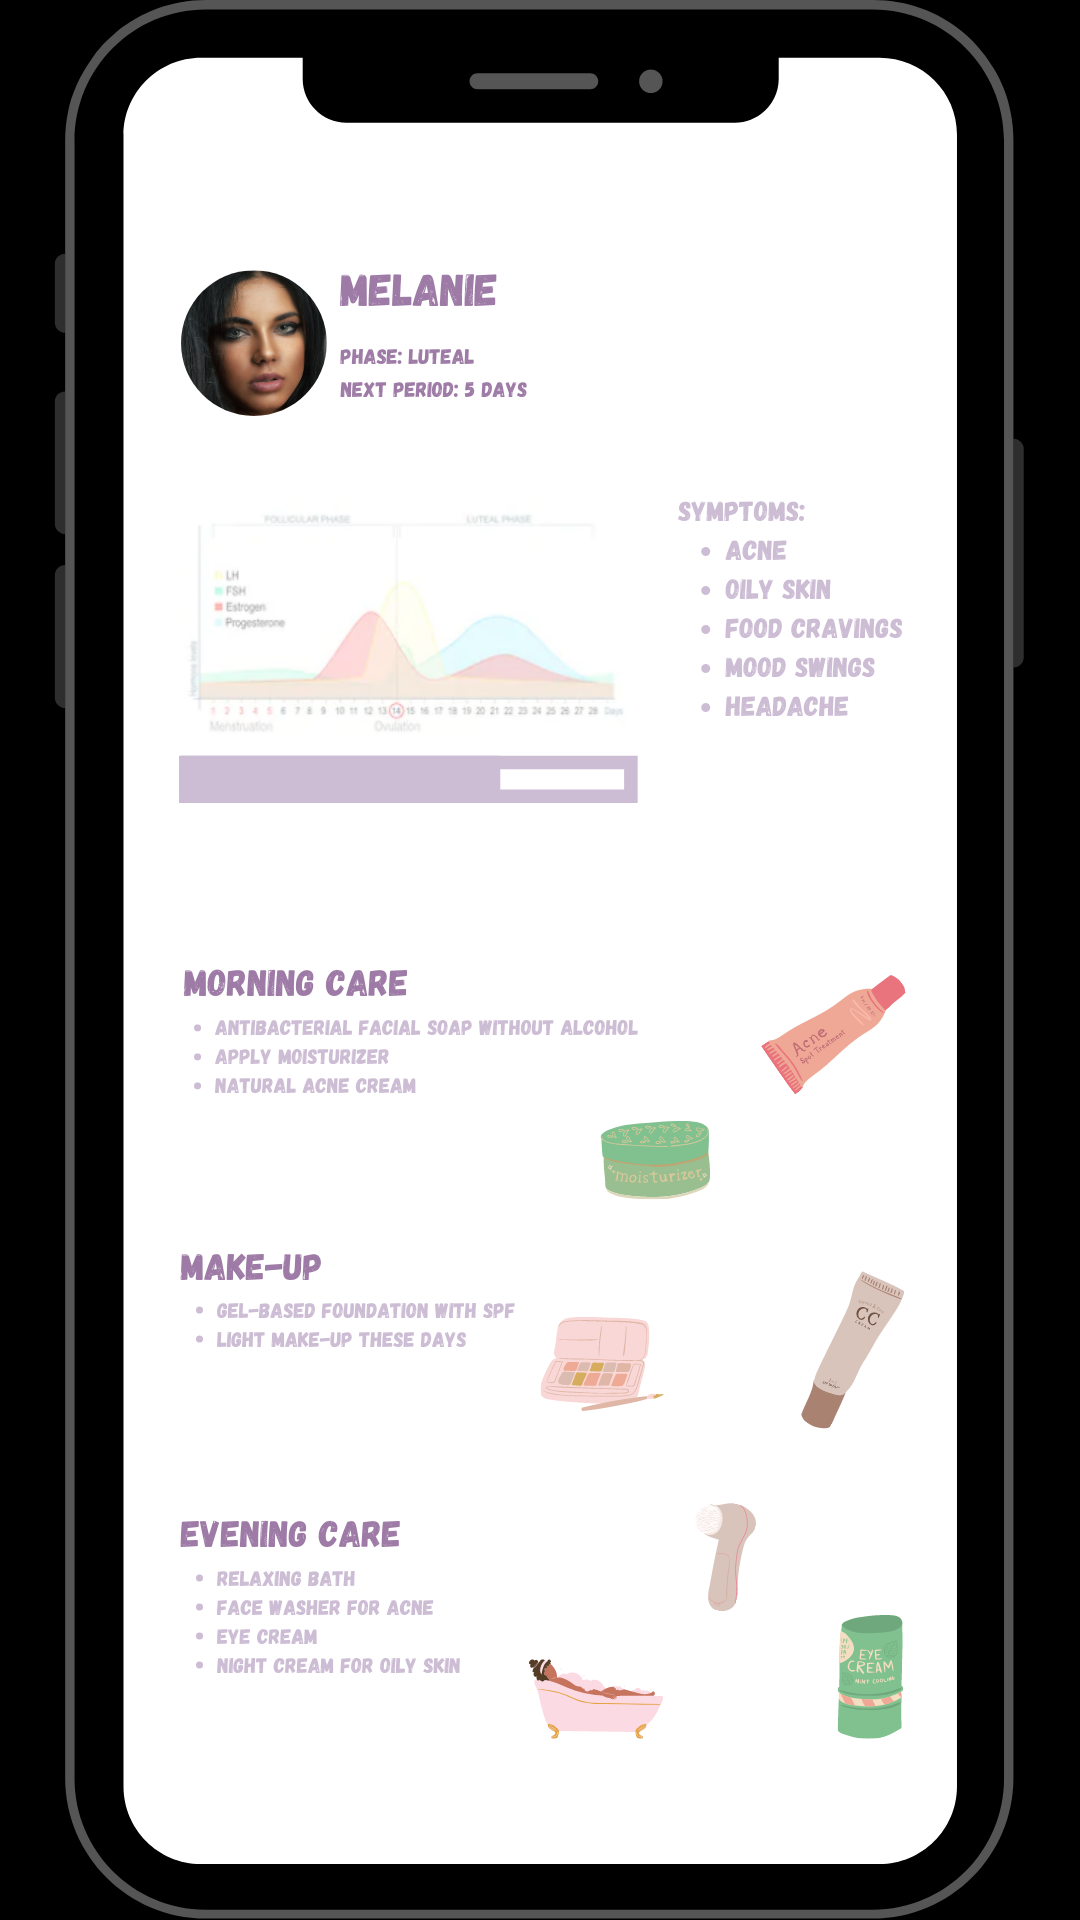 MELANIE
PHASE: LUTEAL
NEXT PERIOD: 5 DAYS
FOLLICULAR PHASE
LUTEAL PHASE
LH
FSH
Estrogen
Progesterone
1 2 3 4 5 6 7 8 9 10 11 12 13 14 15 16 17 18 19 20 21 22 23 24 25 26 27 28 Days
Menstruation
Ovulation
SYMPTOMS:
• ACNE
• OILY SKIN
• FOOD CRAVINGS
• MOOD SWINGS
• HEADACHE
MORNING CARE
• ANTIBACTERIAL FACIAL SOAP WITHOUT ALCOHOL
• APPLY MOISTURIZER
• NATURAL ACNE CREAM
Acne
Spot Treatment
moisturizer
MAKE-UP
• GEL-BASED FOUNDATION WITH SPF
• LIGHT MAKE-UP THESE DAYS
CC
CREAM
EVENING CARE
• RELAXING BATH
• FACE WASHER FOR ACNE
• EYE CREAM
• NIGHT CREAM FOR OILY SKIN
EYE
CREAM
MINT COOLING